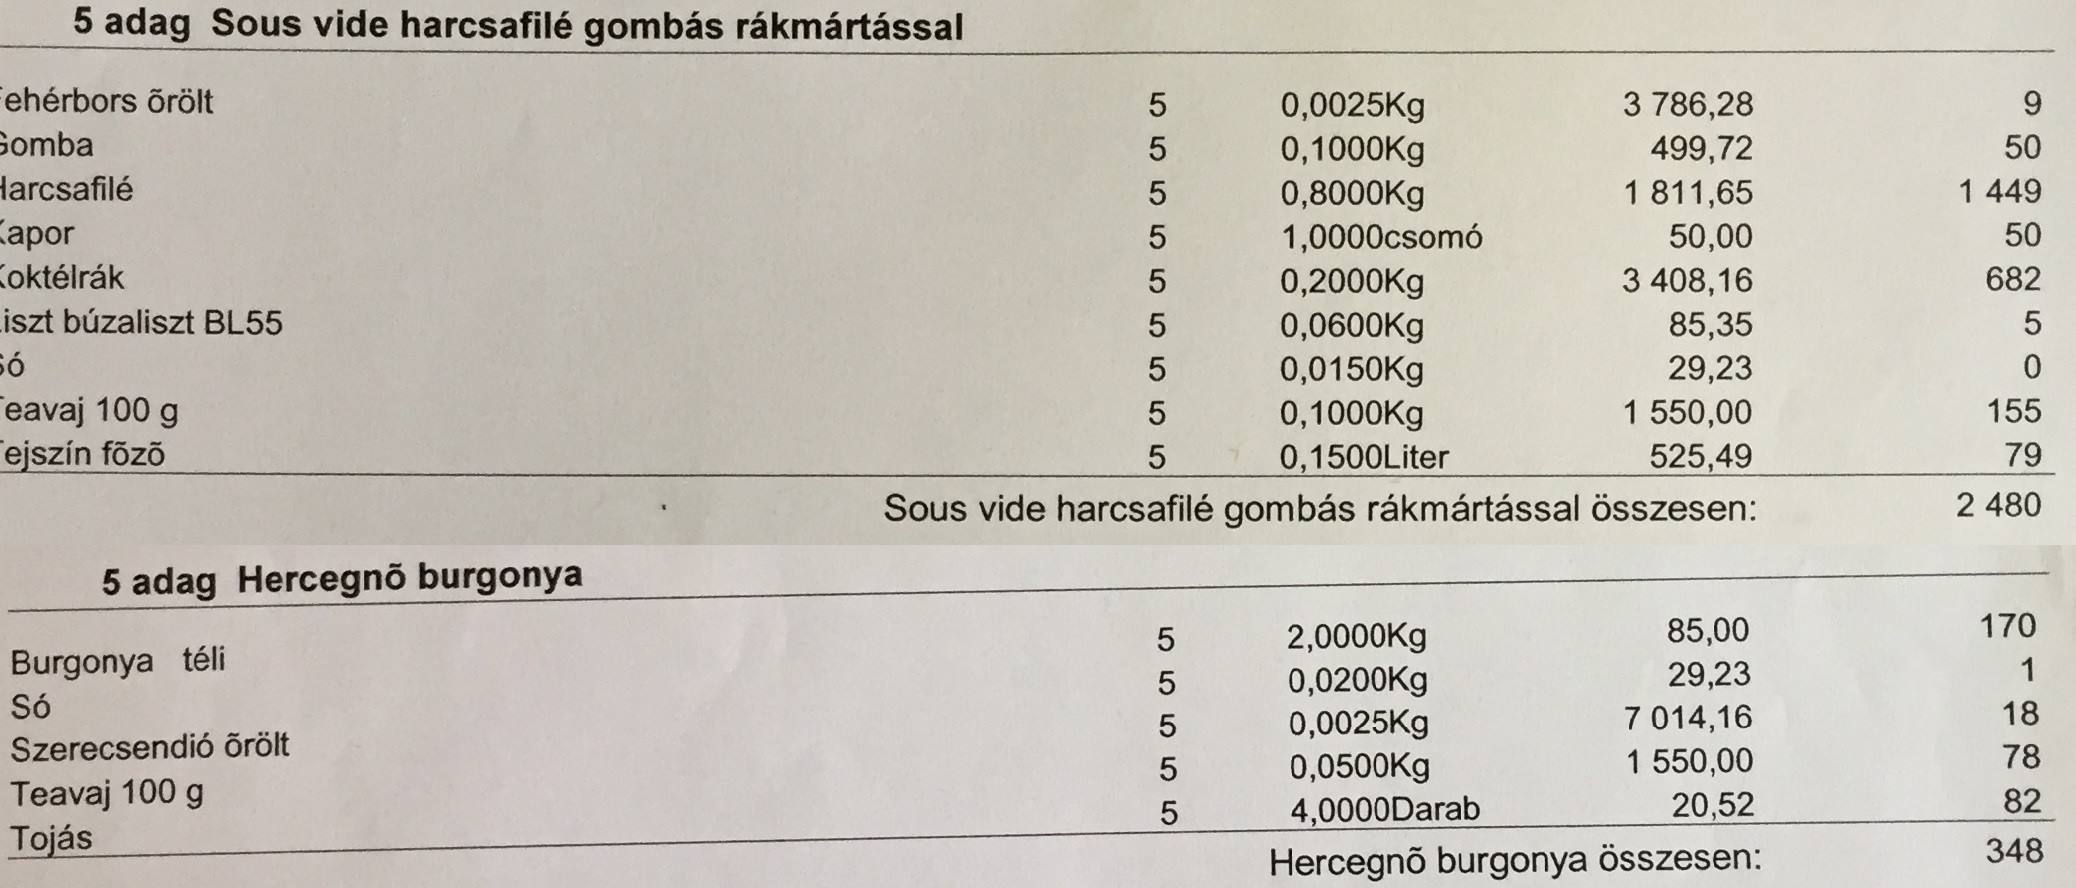 5 adag Sous vide harcsafilé gombás rákmártással
ehérbors õrölt 5 0,0025Kg 3 786,28 9
omba 5 0,1000Kg 499,72 50
arcsafilé 5 0,8000Kg 1 811,65 1 449
apor 5 1,0000csomó 50,00 50
oktélrák 5 0,2000Kg 3 408,16 682
iszt búzaliszt BL55 5 0,0600Kg 85,35 5
ó 5 0,0150Kg 29,23 0
eavaj 100 g 5 0,1000Kg 1 550,00 155
ejszín fõzõ 5 0,1500Liter 525,49 79
Sous vide harcsafilé gombás rákmártással összesen: 2 480
5 adag Hercegnõ burgonya
Burgonya téli 5 2,0000Kg 85,00 170
Só 5 0,0200Kg 29,23 1
Szerecsendió õrölt 5 0,0025Kg 7 014,16 18
Teavaj 100 g 5 0,0500Kg 1 550,00 78
Tojás 5 4,0000Darab 20,52 82
Hercegnõ burgonya összesen: 348